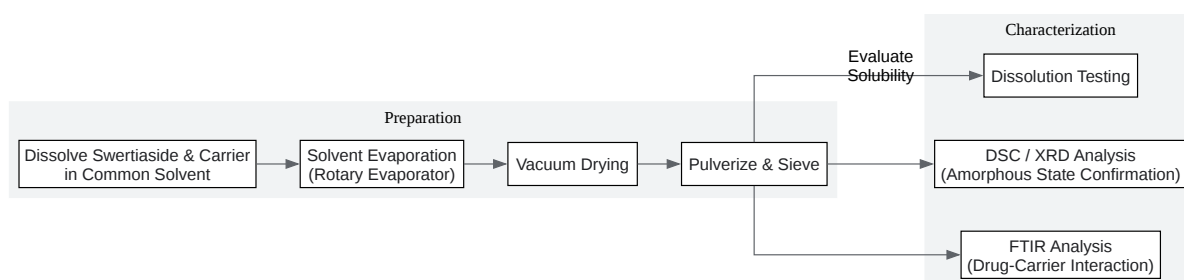 Preparation
Dissolve Swertiaside & Carrier
in Common Solvent
Solvent Evaporation
(Rotary Evaporator)
Vacuum Drying
Pulverize & Sieve
Evaluate
Solubility
Characterization
Dissolution Testing
DSC / XRD Analysis
(Amorphous State Confirmation)
FTIR Analysis
(Drug-Carrier Interaction)